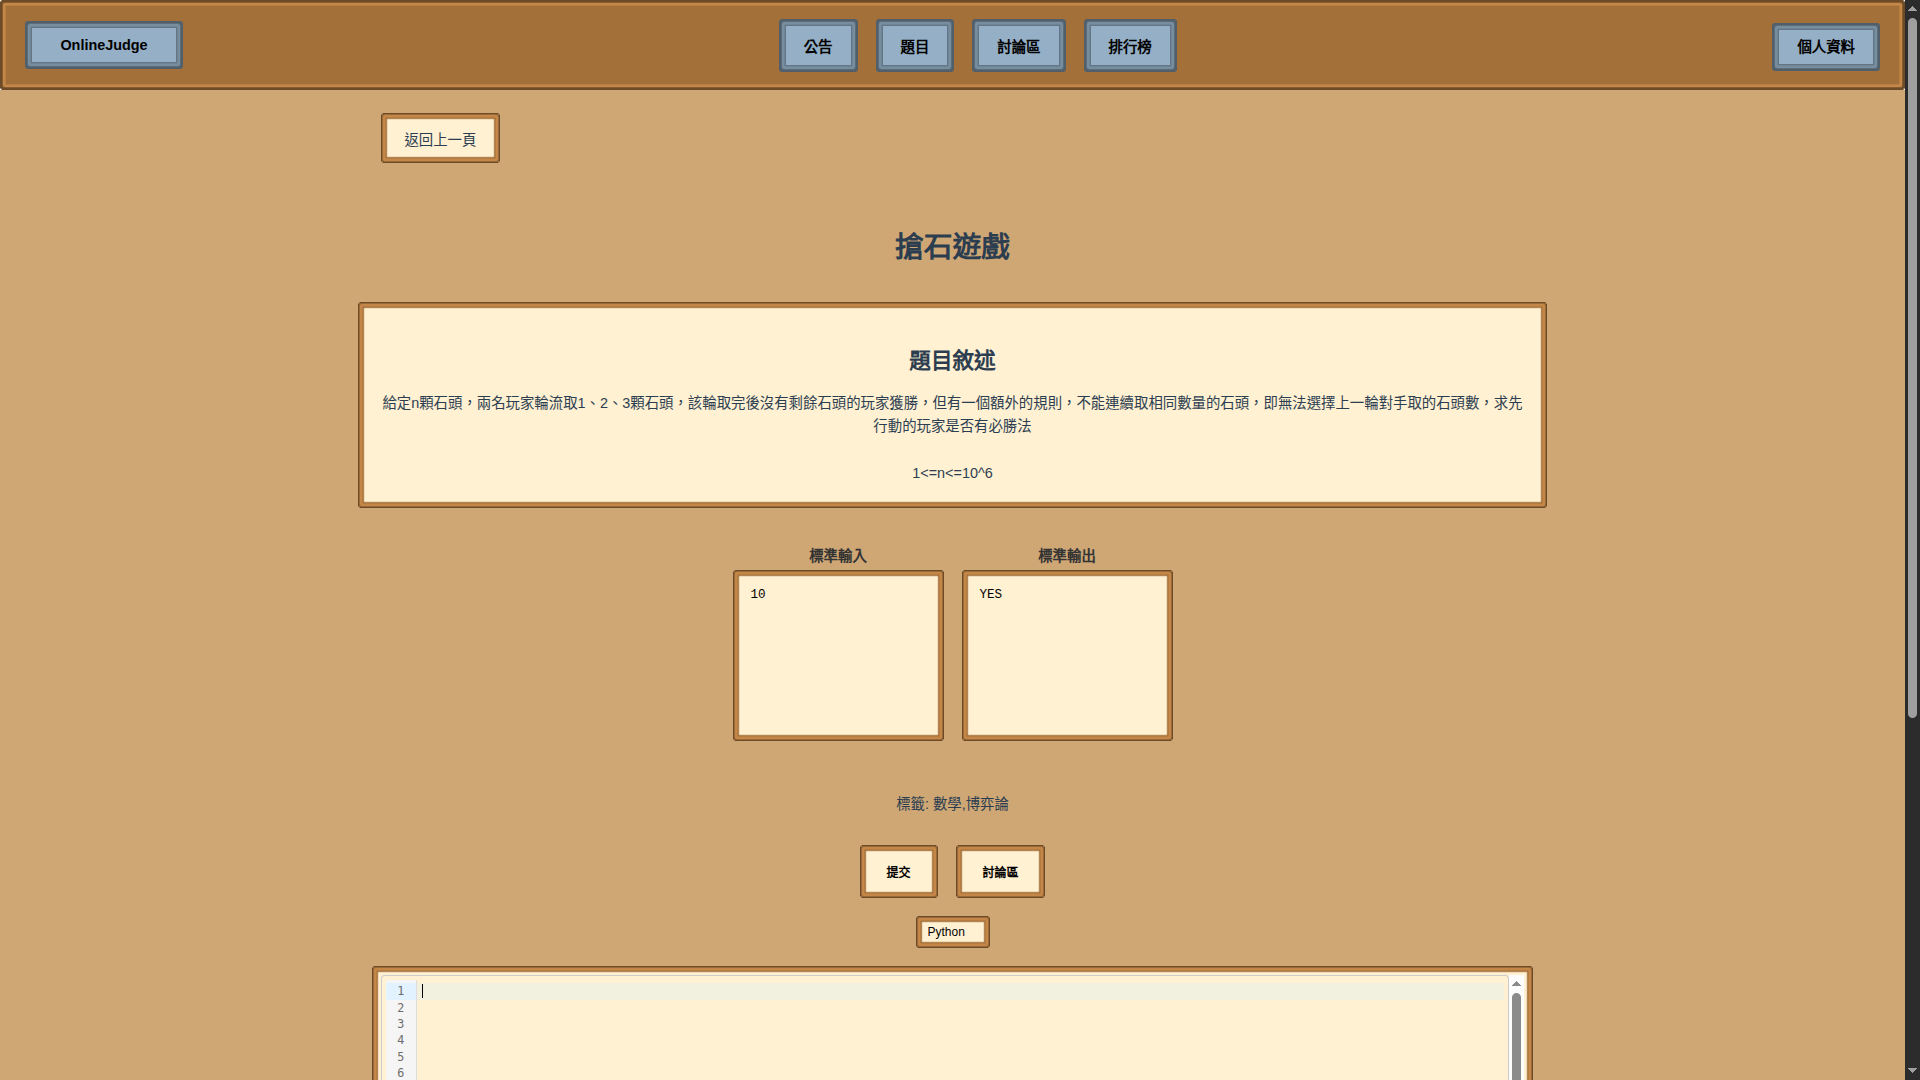 OnlineJudge
公告
題目
討論區
排行榜
個人資料
返回上一頁
搶石遊戲
題目敘述
給定n顆石頭，兩名玩家輪流取1、2、3顆石頭，該輪取完後沒有剩餘石頭的玩家獲勝，但有一個額外的規則，不能連續取相同數量的石頭，即無法選擇上一輪對手取的石頭數，求先
行動的玩家是否有必勝法
1<=n<=10^6
標準輸入
標準輸出
10
YES
標籤: 數學,博弈論
提交
討論區
Python
1
2
3
4
5
6